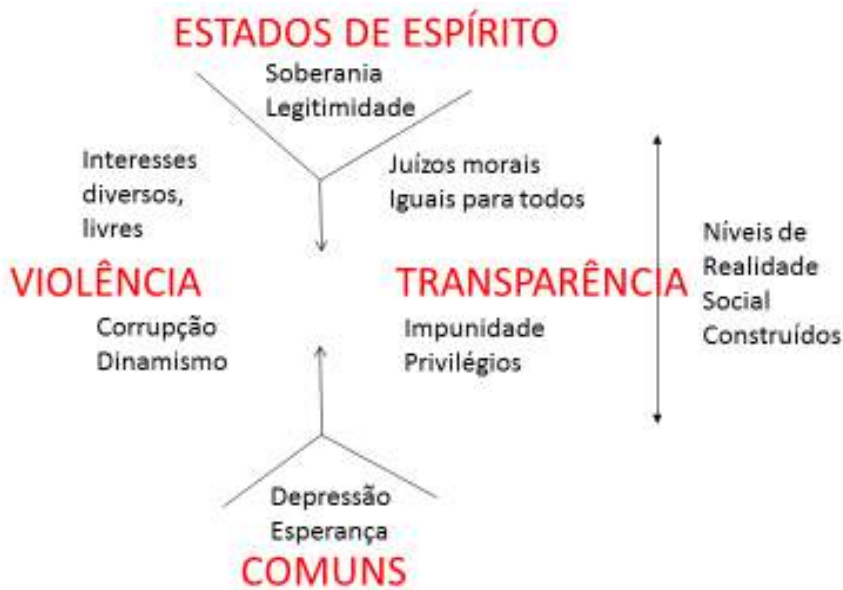 ESTADOS DE ESPÍRITO
Soberania
Legitimidade
Interesses
diversos,
livres
Juízos morais
Iguais para todos
VIOLÊNCIA
TRANSPARÊNCIA
Corrupção
Dinamismo
Impunidade
Privilégios
Níveis de
Realidade
Social
Construídos
Depressão
Esperança
COMUNS